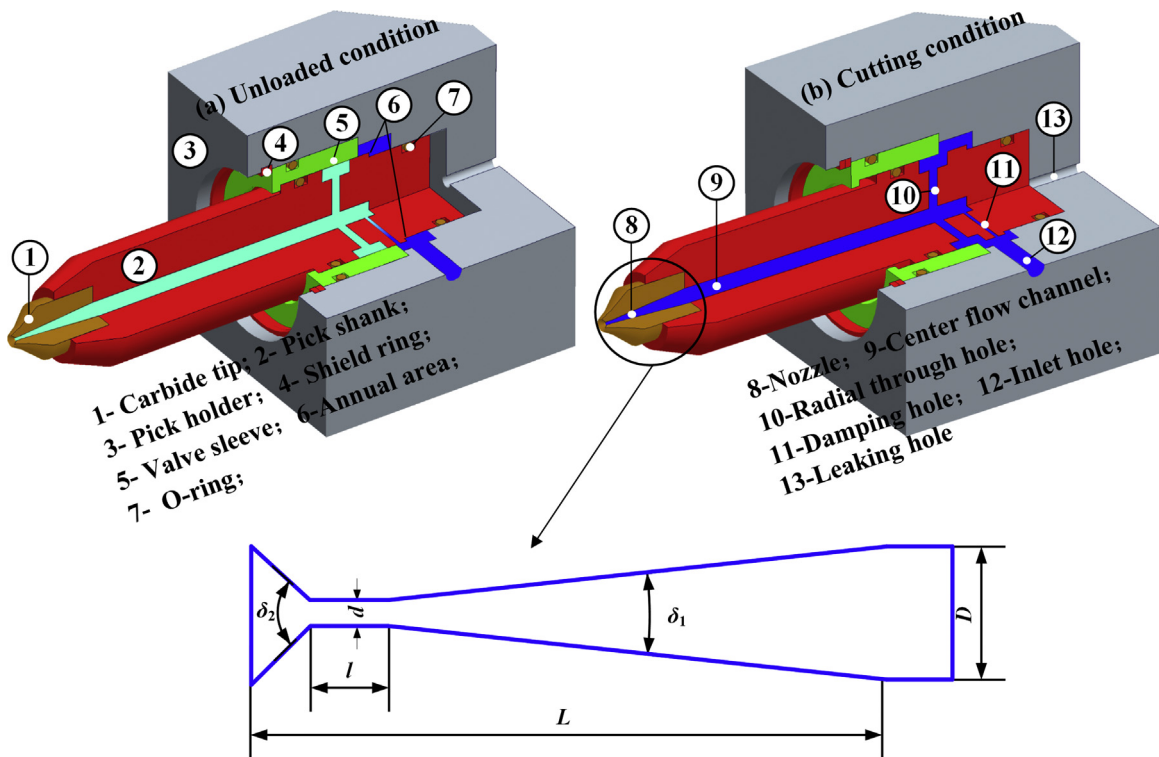 (a) Unloaded condition
3
4
5
6
7
1
2
1- Carbide tip; 2- Pick shank;
3- Pick holder; 4- Shield ring;
5- Valve sleeve; 6-Annual area;
7- O-ring;
(b) Cutting condition
13
9
10
11
8
12
8-Nozzle; 9-Center flow channel;
10-Radial through hole;
11-Damping hole; 12-Inlet hole;
13-Leaking hole
δ2
d
δ1
D
l
L